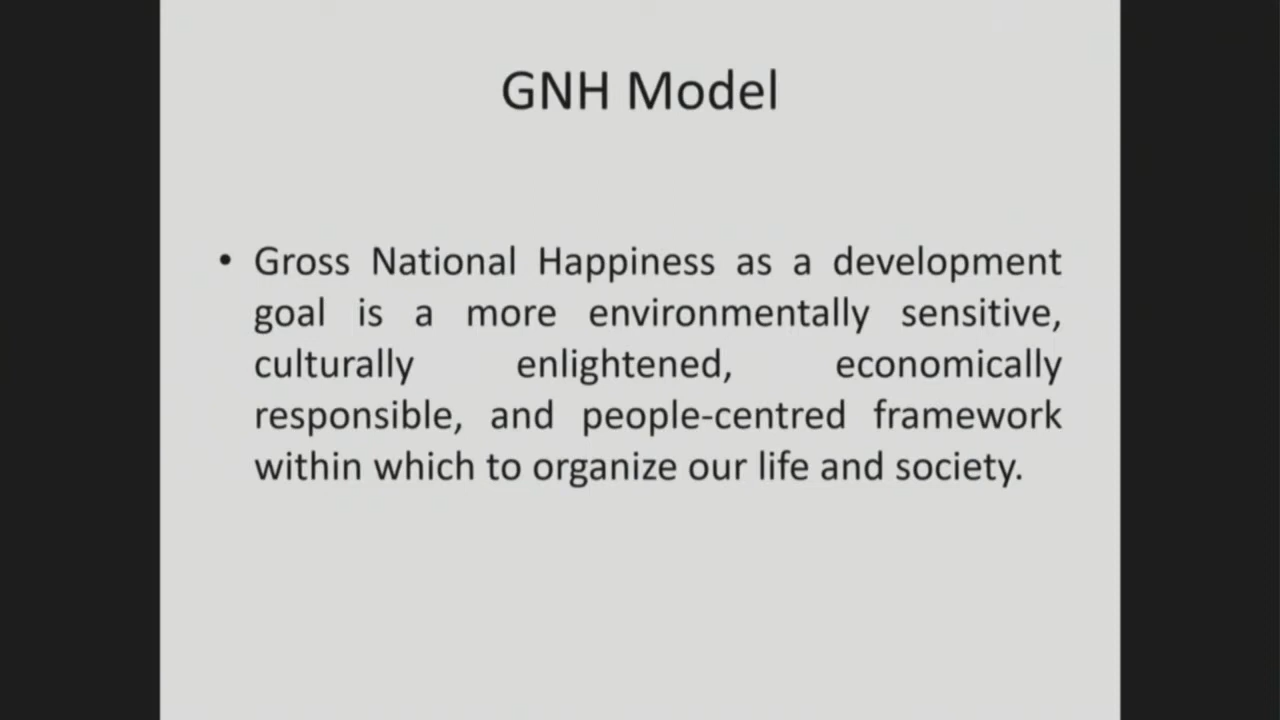 GNH Model
• Gross National Happiness as a development
goal is a more environmentally sensitive,
culturally enlightened, economically
responsible, and people-centred framework
within which to organize our life and society.